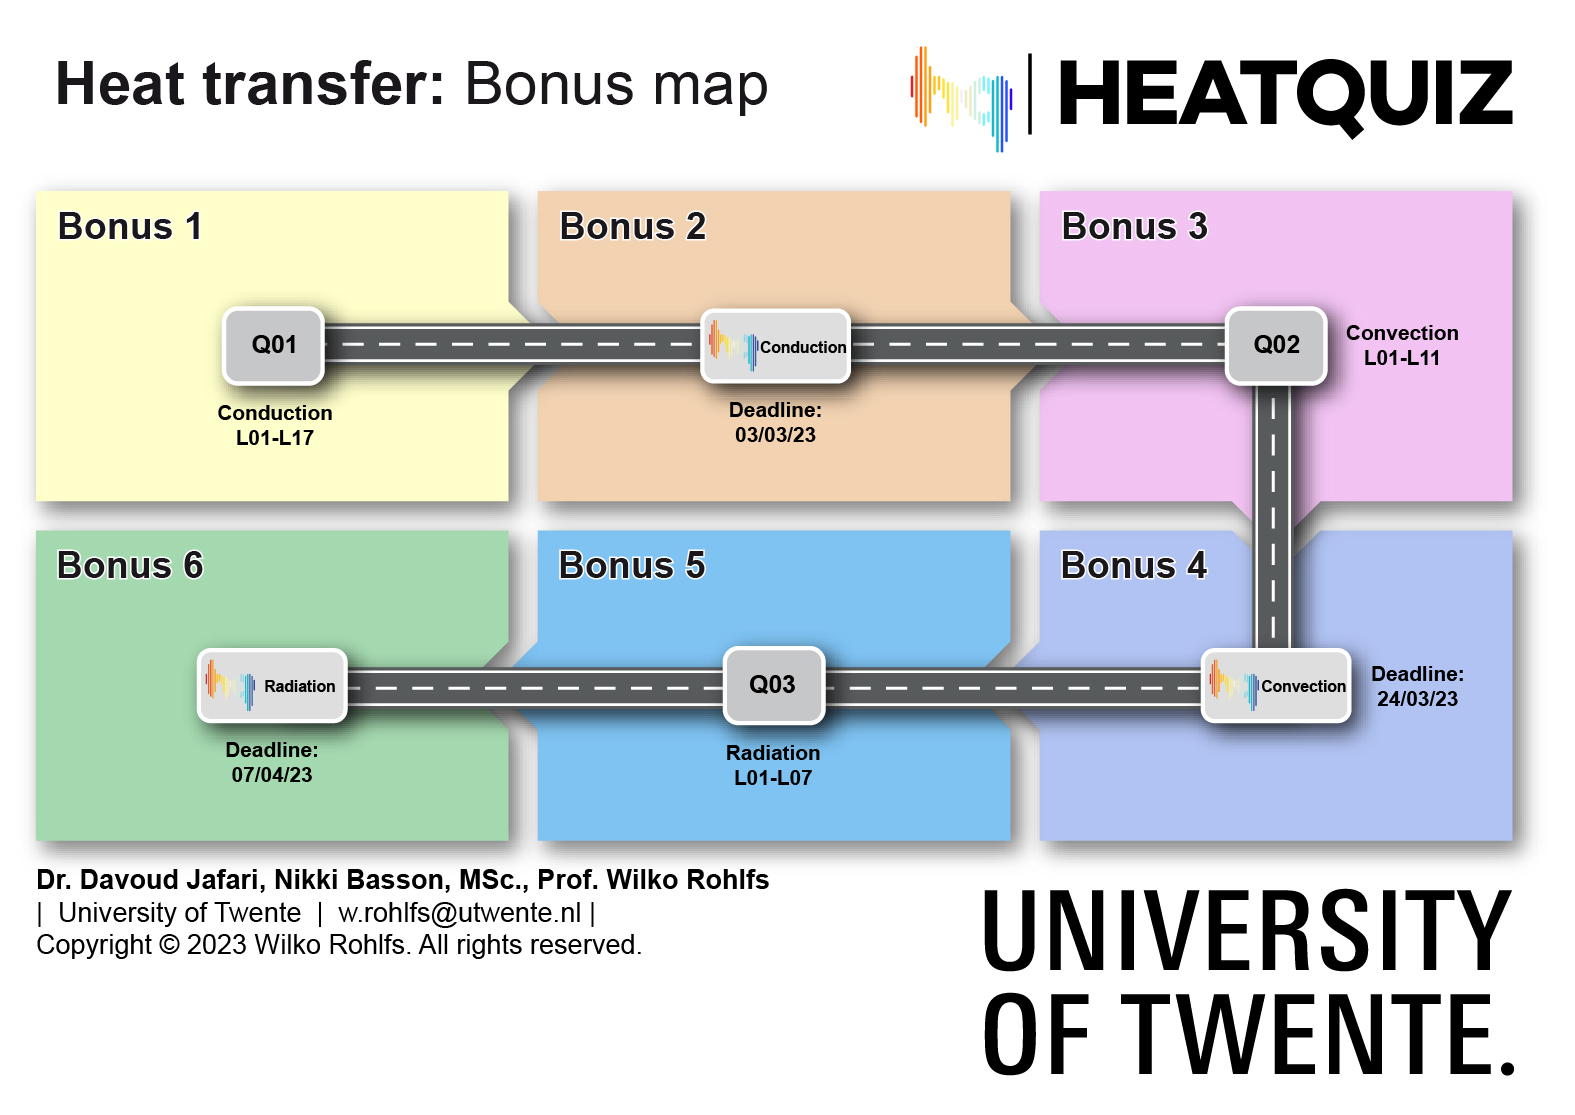 Heat transfer: Bonus map
HEATQUIZ
Bonus 1
Q01
Conduction
L01-L17
Bonus 2
Conduction
Deadline:
03/03/23
Bonus 3
Q02
Convection
L01-L11
Bonus 6
Radiation
Deadline:
07/04/23
Bonus 5
Q03
Radiation
L01-L07
Bonus 4
Convection
Deadline:
24/03/23
Dr. Davoud Jafari, Nikki Basson, MSc., Prof. Wilko Rohlfs
| University of Twente | w.rohlfs@utwente.nl |
Copyright © 2023 Wilko Rohlfs. All rights reserved.
UNIVERSITY
OF TWENTE.